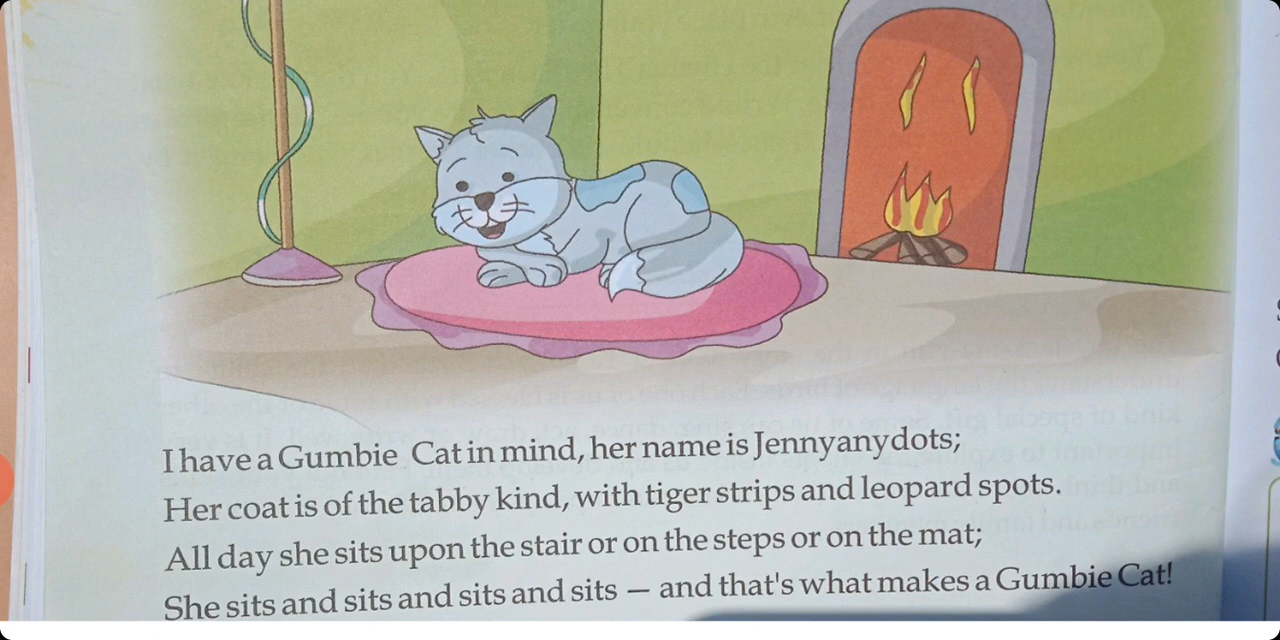 I have a Gumbie Cat in mind, her name is Jennyanydots;
Her coat is of the tabby kind, with tiger strips and leopard spots.
All day she sits upon the stair or on the steps or on the mat;
She sits and sits and sits and sits — and that's what makes a Gumbie Cat!